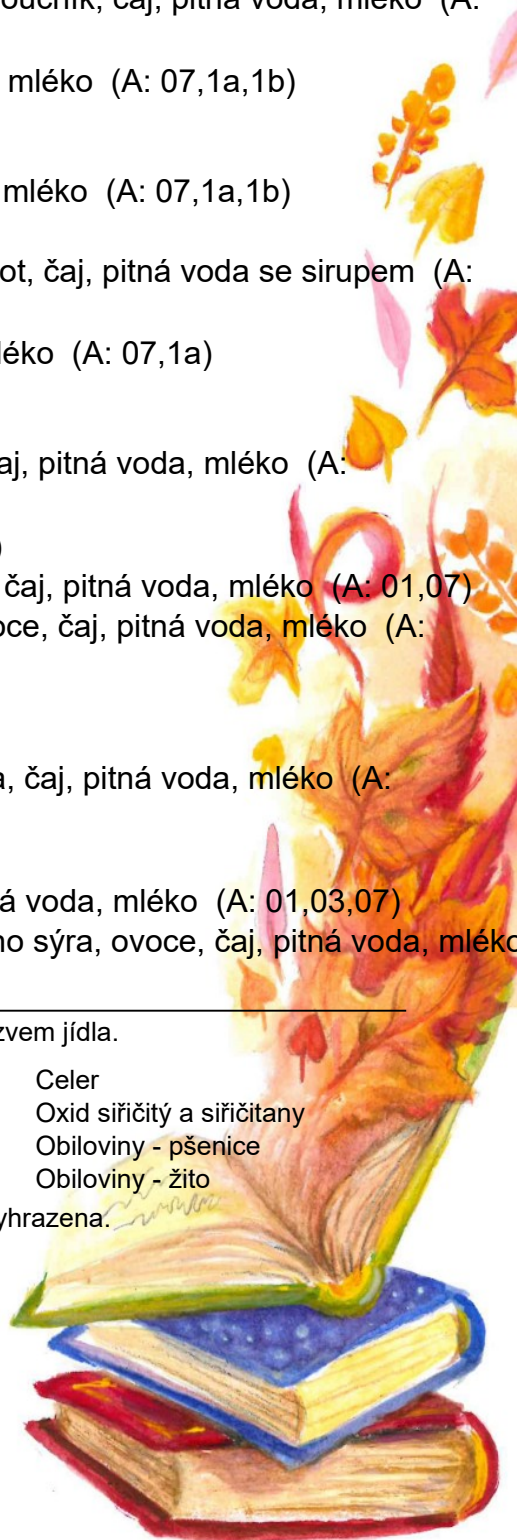 oučník, čaj, pitná voda, mléko (A:
mléko (A: 07,1a,1b)
mléko (A: 07,1a,1b)
ot, čaj, pitná voda se sirupem (A:
léko (A: 07,1a)
aj, pitná voda, mléko (A:
)
čaj, pitná voda, mléko (A: 01,07)
oce, čaj, pitná voda, mléko (A:
a, čaj, pitná voda, mléko (A:
á voda, mléko (A: 01,03,07)
ho sýra, ovoce, čaj, pitná voda, mléko
zvem jídla.
Celer
Oxid siřičitý a siřičitany
Obiloviny - pšenice
Obiloviny - žito
yhrazena.